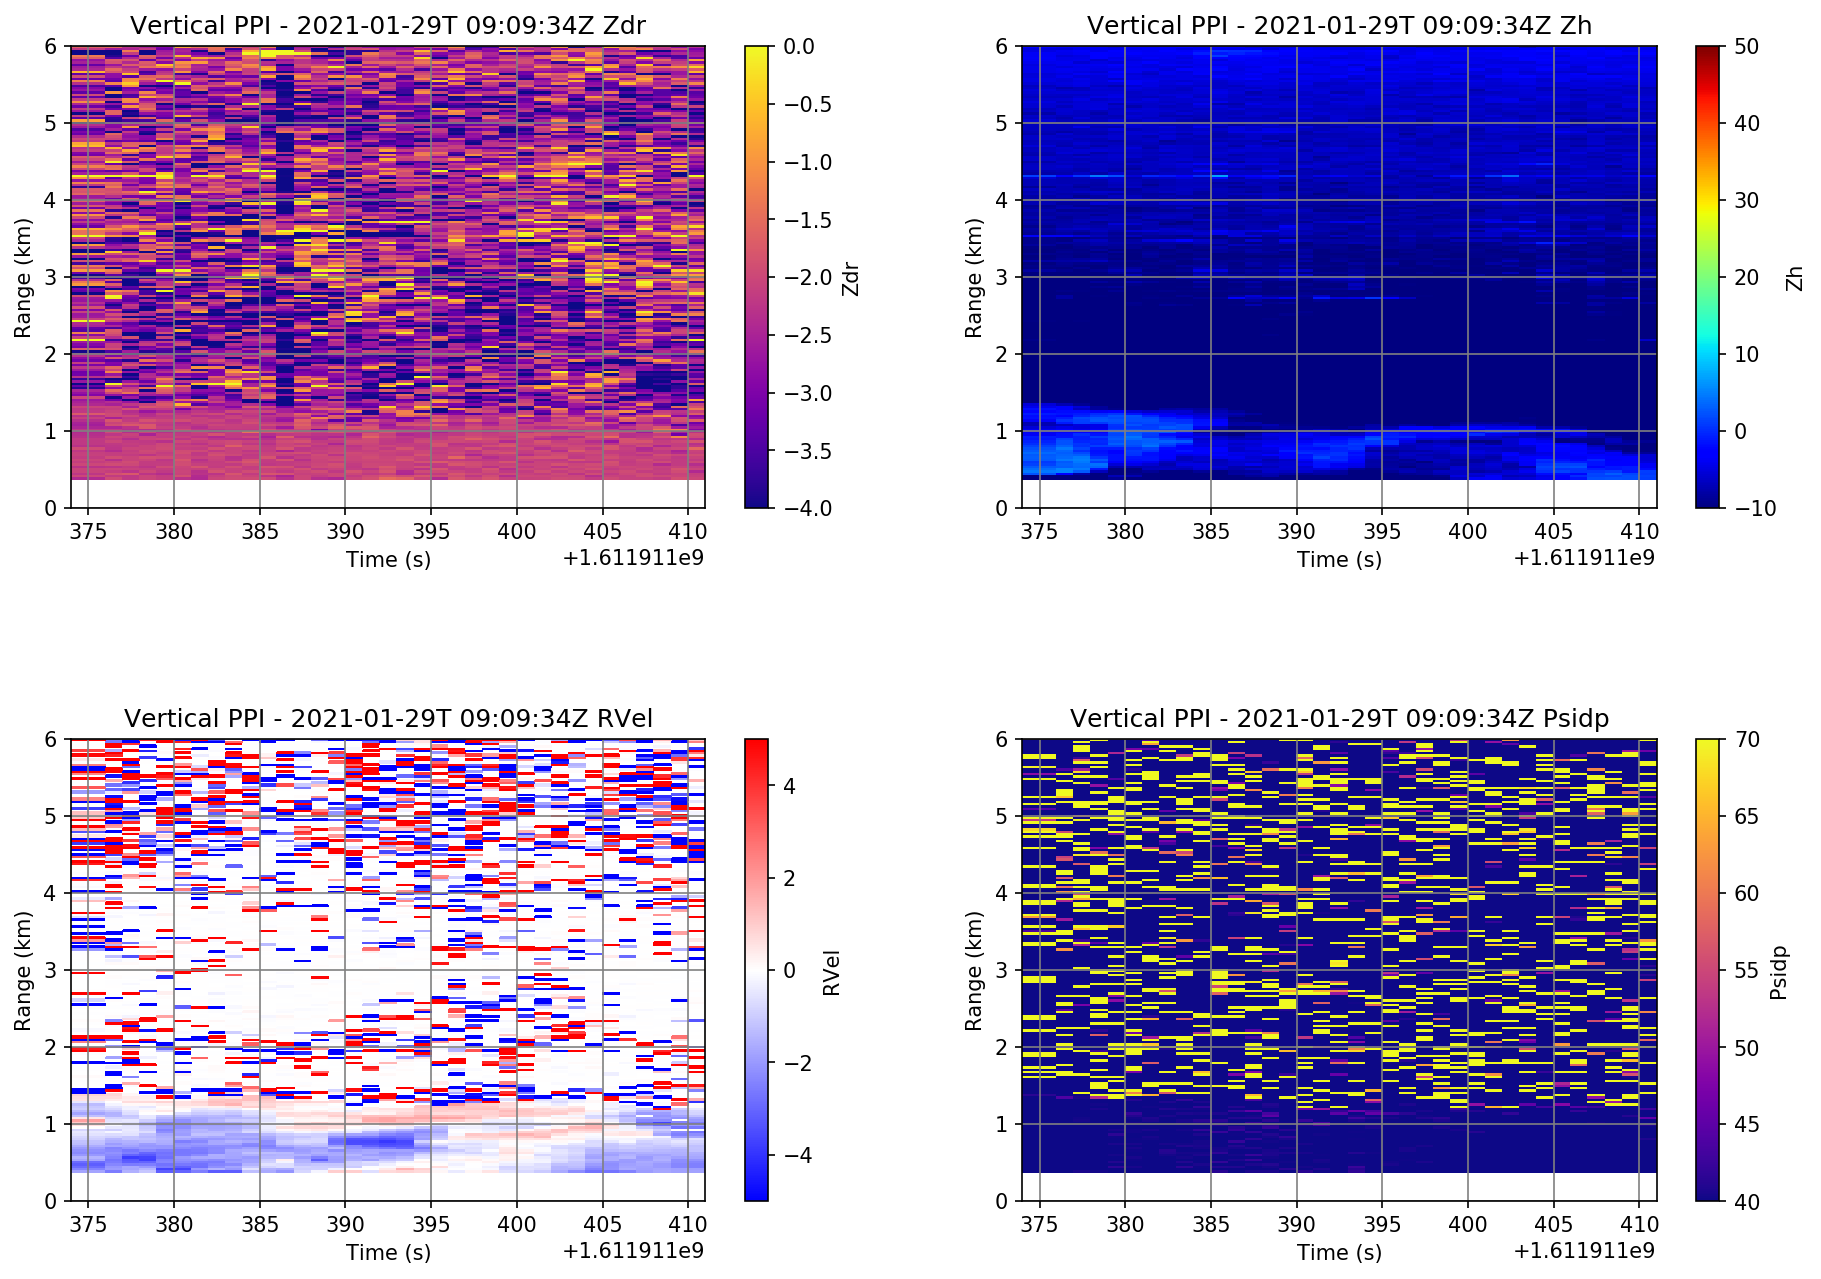 Vertical PPI - 2021-01-29T 09:09:34Z Zdr
6
5
4
3
2
1
0
Range (km)
375 380 385 390 395 400 405 410
Time (s)
+1.611911e9
0.0
−0.5
−1.0
−1.5
−2.0
−2.5
−3.0
−3.5
−4.0
Zdr
Vertical PPI - 2021-01-29T 09:09:34Z Zh
6
5
4
3
2
1
0
Range (km)
375 380 385 390 395 400 405 410
Time (s)
+1.611911e9
50
40
30
20
10
0
−10
Zh
Vertical PPI - 2021-01-29T 09:09:34Z RVel
6
5
4
3
2
1
0
Range (km)
375 380 385 390 395 400 405 410
Time (s)
+1.611911e9
4
2
0
−2
−4
RVel
Vertical PPI - 2021-01-29T 09:09:34Z Psidp
6
5
4
3
2
1
0
Range (km)
375 380 385 390 395 400 405 410
Time (s)
+1.611911e9
70
65
60
55
50
45
40
Psidp